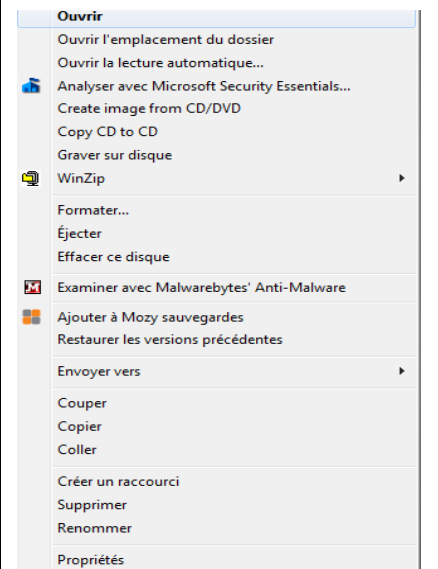 Ouvrir
Ouvrir l'emplacement du dossier
Ouvrir la lecture automatique...
Analyser avec Microsoft Security Essentials...
Create image from CD/DVD
Copy CD to CD
Graver sur disque
WinZip
Formater...
Éjecter
Effacer ce disque
Examiner avec Malwarebytes' Anti-Malware
Ajouter à Mozy sauvegardes
Restaurer les versions précédentes
Envoyer vers
Couper
Copier
Coller
Créer un raccourci
Supprimer
Renommer
Propriétés